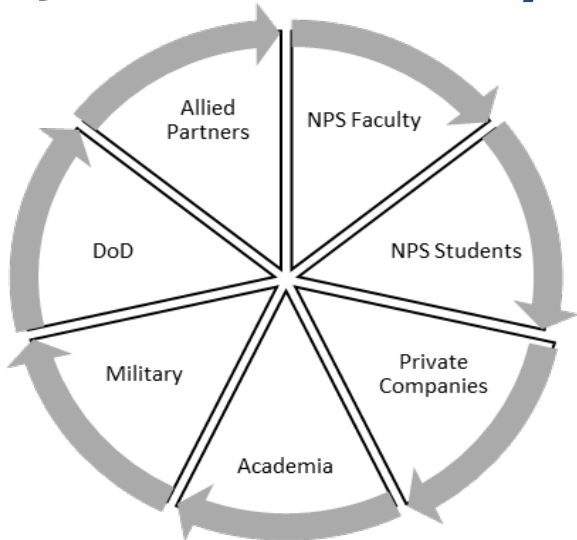 NPS Faculty
NPS Students
Private
Companies
Academia
Military
DoD
Allied
Partners